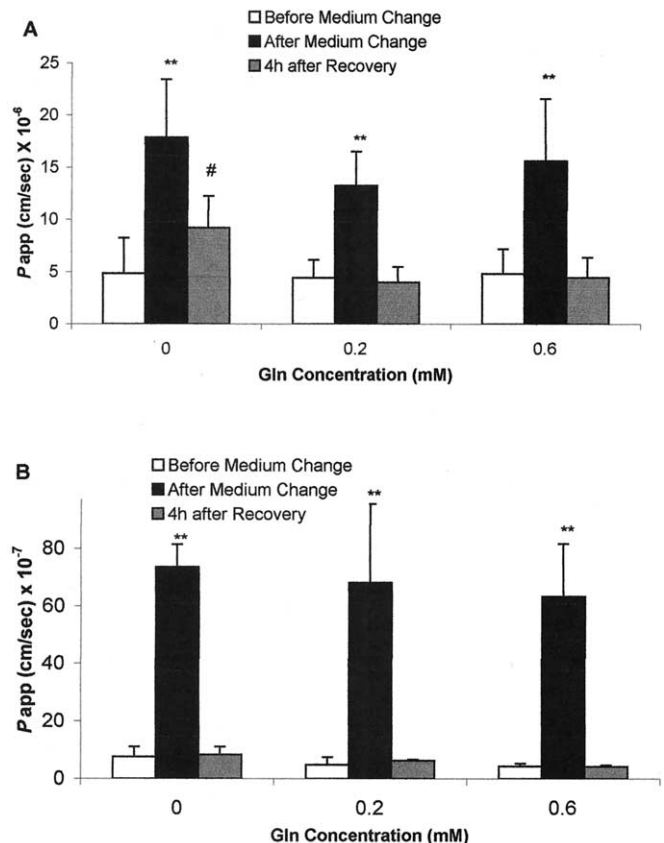 A
Before Medium Change
After Medium Change
4h after Recovery
Papp (cm/sec) X 10-6
25
20
15
10
5
0
**
#
**
**
0
0.2
0.6
Gln Concentration (mM)
B
Before Medium Change
After Medium Change
4h after Recovery
Papp (cm/sec) x 10-7
80
60
40
20
0
**
**
**
0
0.2
0.6
Gln Concentration (mM)